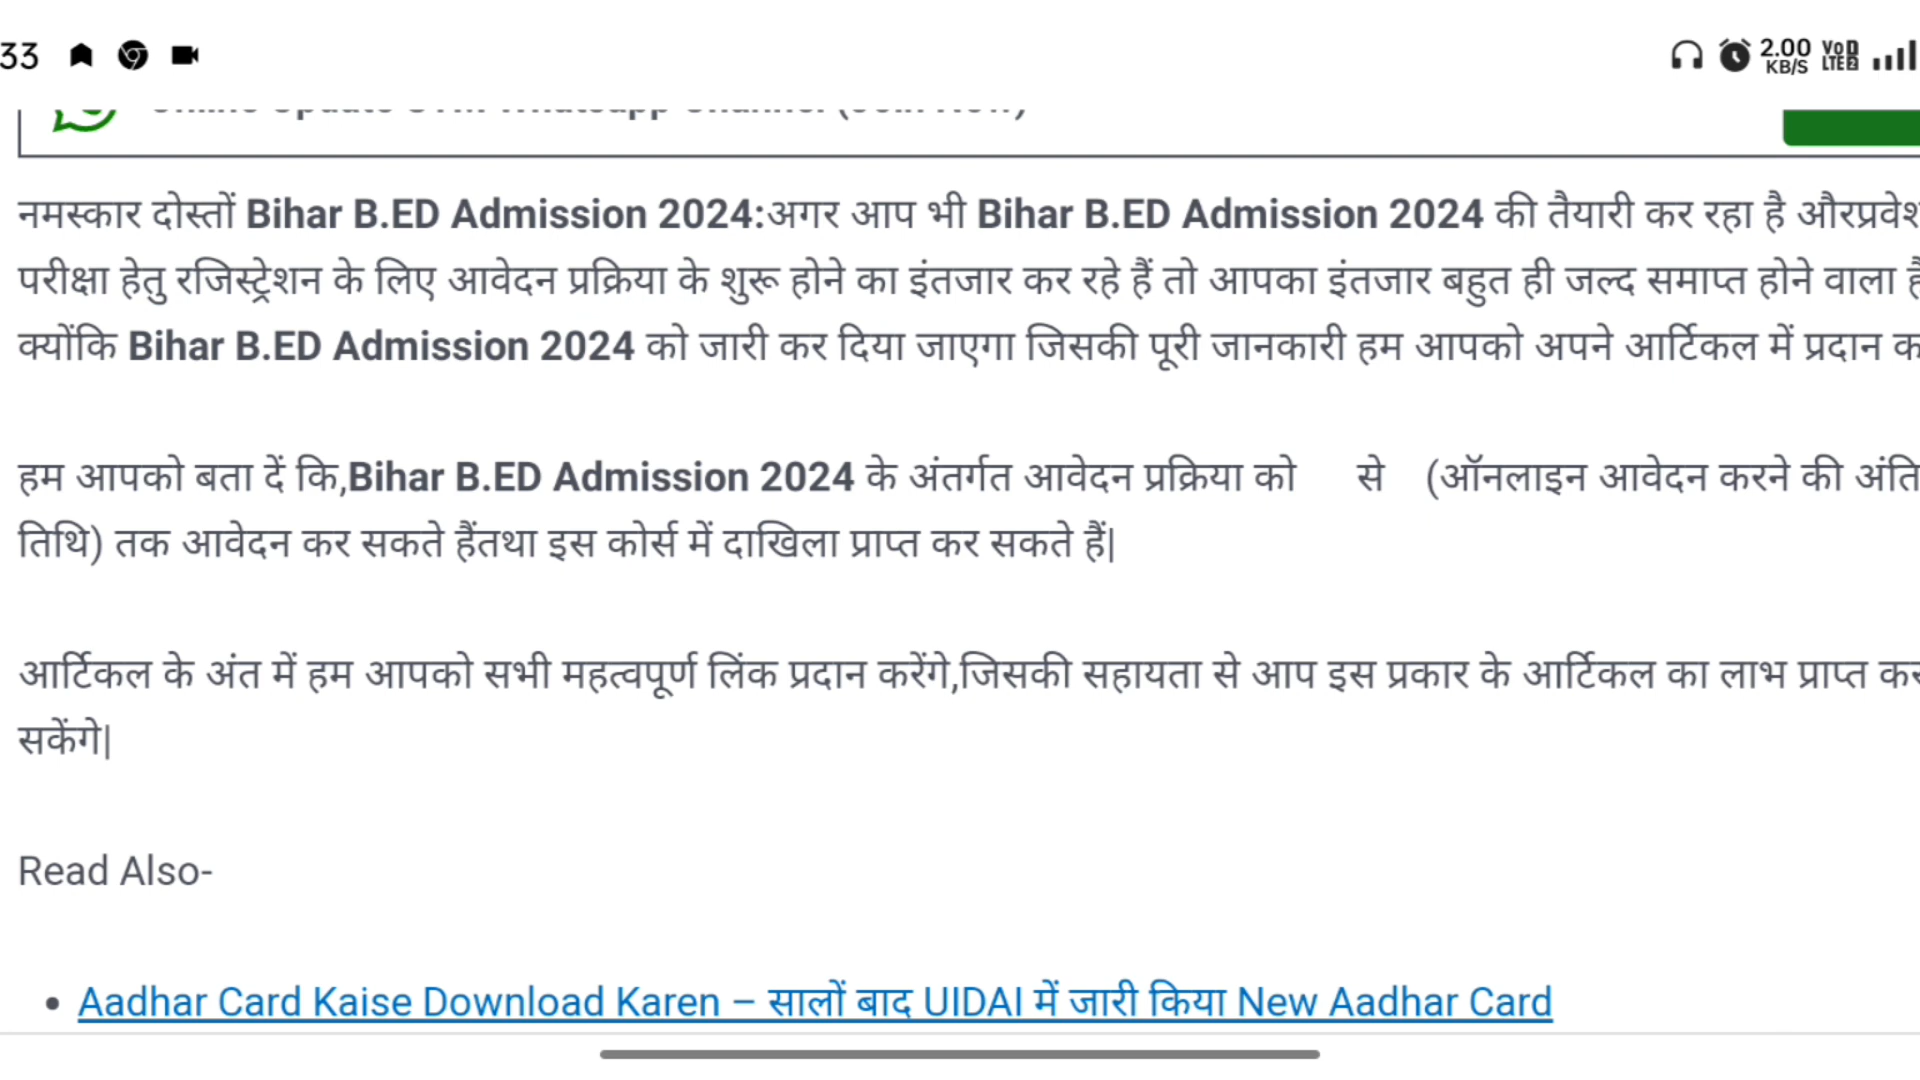 33
2.00
KB/S
VoD
LTE2
नमस्कार दोस्तों Bihar B.ED Admission 2024:अगर आप भी Bihar B.ED Admission 2024 की तैयारी कर रहा है औरप्रवेश
परीक्षा हेतु रजिस्ट्रेशन के लिए आवेदन प्रक्रिया के शुरू होने का इंतजार कर रहे हैं तो आपका इंतजार बहुत ही जल्द समाप्त होने वाला है
क्योंकि Bihar B.ED Admission 2024 को जारी कर दिया जाएगा जिसकी पूरी जानकारी हम आपको अपने आर्टिकल में प्रदान
हम आपको बता दें कि,Bihar B.ED Admission 2024 के अंतर्गत आवेदन प्रक्रिया को से (ऑनलाइन आवेदन करने की
तिथि) तक आवेदन कर सकते हैंतथा इस कोर्स में दाखिला प्राप्त कर सकते हैं|
आर्टिकल के अंत में हम आपको सभी महत्वपूर्ण लिंक प्रदान करेंगे,जिसकी सहायता से आप इस प्रकार के आर्टिकल का लाभ प्राप्त कर
सकेंगे|
Read Also-
• Aadhar Card Kaise Download Karen – सालों बाद UIDAI में जारी किया New Aadhar Card